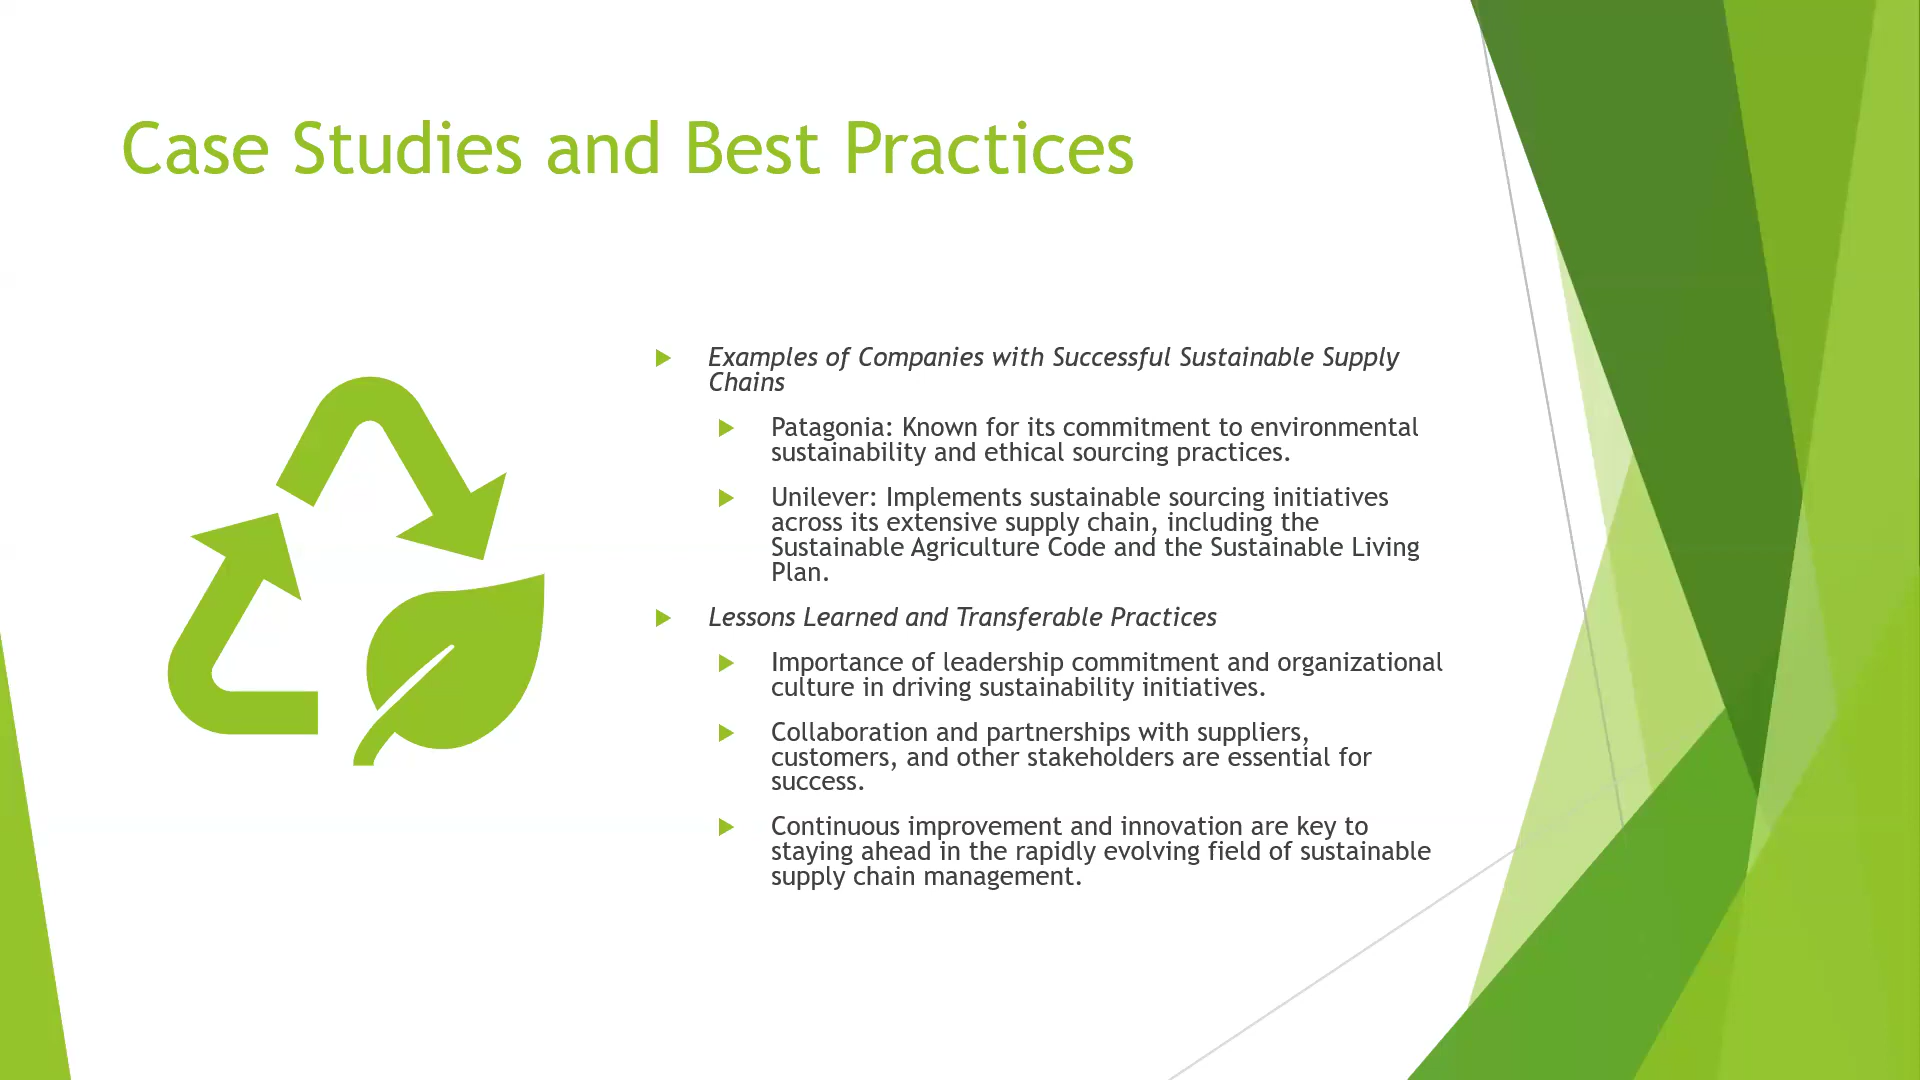 Case Studies and Best Practices
Examples of Companies with Successful Sustainable Supply
Chains
Patagonia: Known for its commitment to environmental
sustainability and ethical sourcing practices.
Unilever: Implements sustainable sourcing initiatives
across its extensive supply chain, including the
Sustainable Agriculture Code and the Sustainable Living
Plan.
Lessons Learned and Transferable Practices
Importance of leadership commitment and organizational
culture in driving sustainability initiatives.
Collaboration and partnerships with suppliers,
customers, and other stakeholders are essential for
success.
Continuous improvement and innovation are key to
staying ahead in the rapidly evolving field of sustainable
supply chain management.